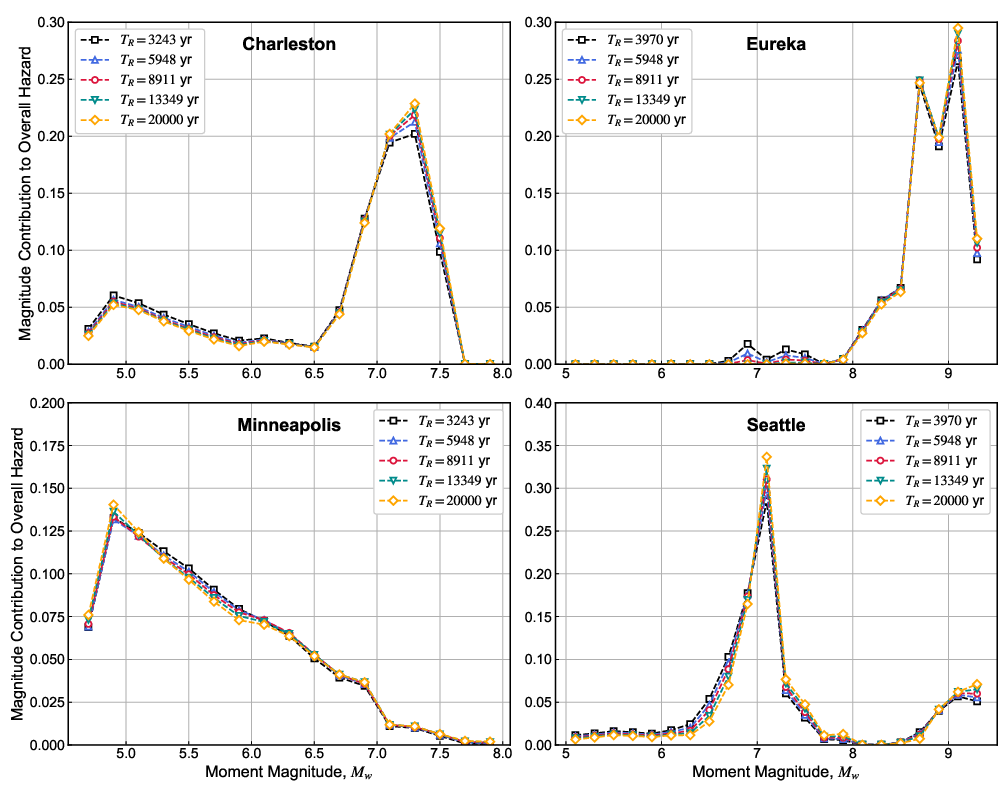 Charleston
T_R = 3243 yr
T_R = 5948 yr
T_R = 8911 yr
T_R = 13349 yr
T_R = 20000 yr
Magnitude Contribution to Overall Hazard
0.30
0.25
0.20
0.15
0.10
0.05
0.00
5.0 5.5 6.0 6.5 7.0 7.5 8.0
Eureka
T_R = 3970 yr
T_R = 5948 yr
T_R = 8911 yr
T_R = 13349 yr
T_R = 20000 yr
0.30
0.25
0.20
0.15
0.10
0.05
0.00
5 6 7 8 9
Minneapolis
T_R = 3243 yr
T_R = 5948 yr
T_R = 8911 yr
T_R = 13349 yr
T_R = 20000 yr
Magnitude Contribution to Overall Hazard
0.200
0.175
0.150
0.125
0.100
0.075
0.050
0.025
0.000
5.0 5.5 6.0 6.5 7.0 7.5 8.0
Moment Magnitude, M_w
Seattle
T_R = 3970 yr
T_R = 5948 yr
T_R = 8911 yr
T_R = 13349 yr
T_R = 20000 yr
0.40
0.35
0.30
0.25
0.20
0.15
0.10
0.05
0.00
5 6 7 8 9
Moment Magnitude, M_w